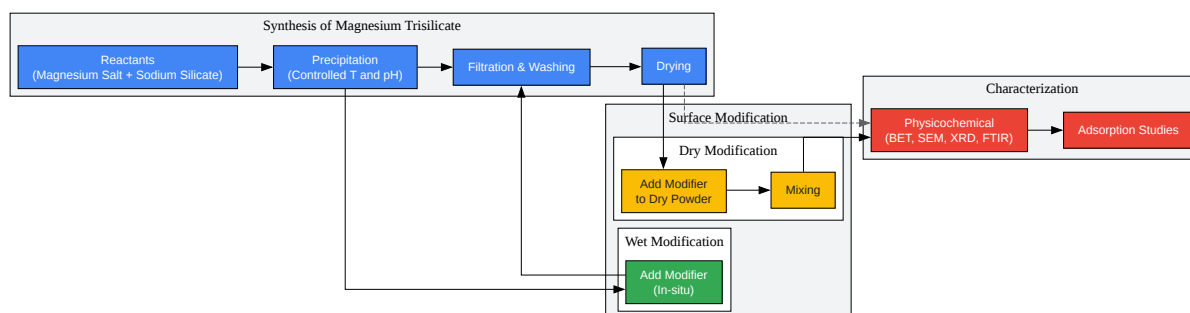 Synthesis of Magnesium Trisilicate
Reactants
(Magnesium Salt + Sodium Silicate)
Precipitation
(Controlled T and pH)
Filtration & Washing
Drying
Characterization
Physicochemical
(BET, SEM, XRD, FTIR)
Adsorption Studies
Surface Modification
Dry Modification
Add Modifier
to Dry Powder
Mixing
Wet Modification
Add Modifier
(In-situ)